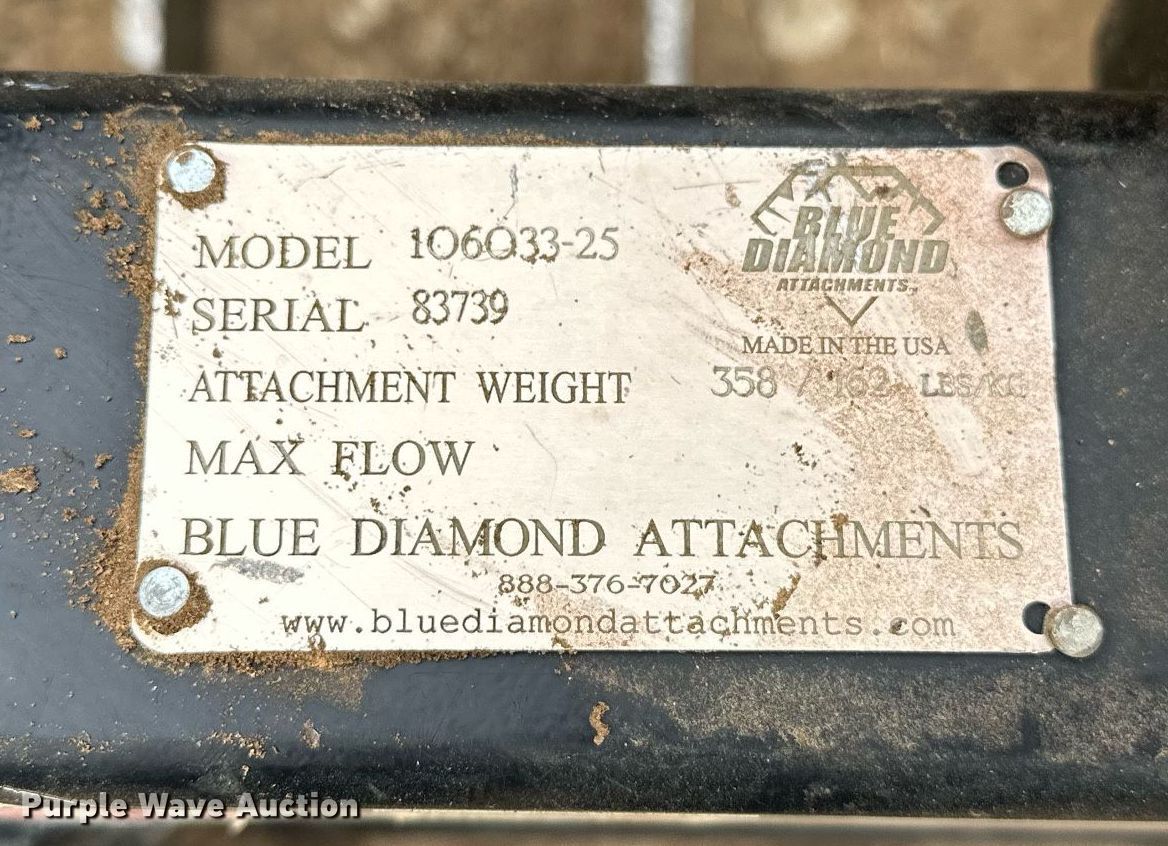 BLUE
DIAMOND
ATTACHMENTS
MODEL 106033-25
SERIAL 83739
MADE IN THE USA
ATTACHMENT WEIGHT 358 / 162 LBS/KG
MAX FLOW
BLUE DIAMOND ATTACHMENTS
888-376-7027
www.bluediamondattachments.com
Purple Wave Auction